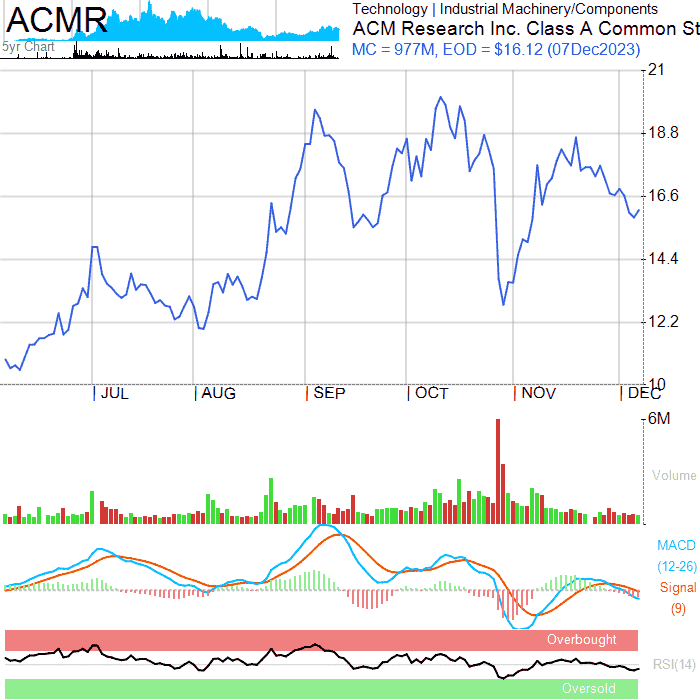 ACMR
5yr Chart
Technology | Industrial Machinery/Components
ACM Research Inc. Class A Common St
MC = 977M, EOD = $16.12 (07Dec2023)
21
18.8
16.6
14.4
12.2
10
JUL
AUG
SEP
OCT
NOV
DEC
6M
Volume
MACD
(12-26)
Signal
(9)
Overbought
RSI(14)
Oversold